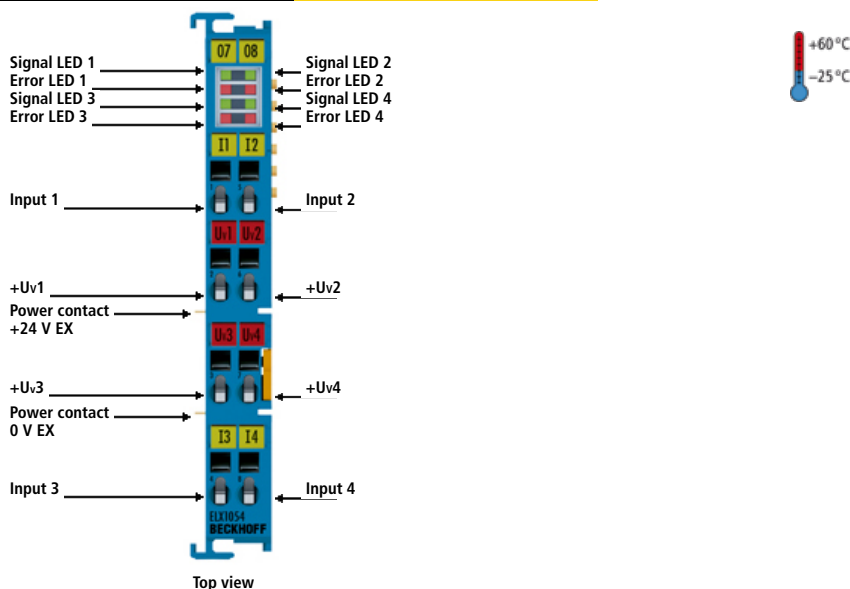 07 08
Signal LED 1
Error LED 1
Signal LED 3
Error LED 3
Signal LED 2
Error LED 2
Signal LED 4
Error LED 4
+60 °C
–25 °C
I1 I2
Input 1
Input 2
Uv1 Uv2
+Uv1
+Uv2
Power contact
+24 V EX
Uv3 Uv4
+Uv3
+Uv4
Power contact
0 V EX
I3 I4
Input 3
Input 4
ELX1054
BECKHOFF
Top view